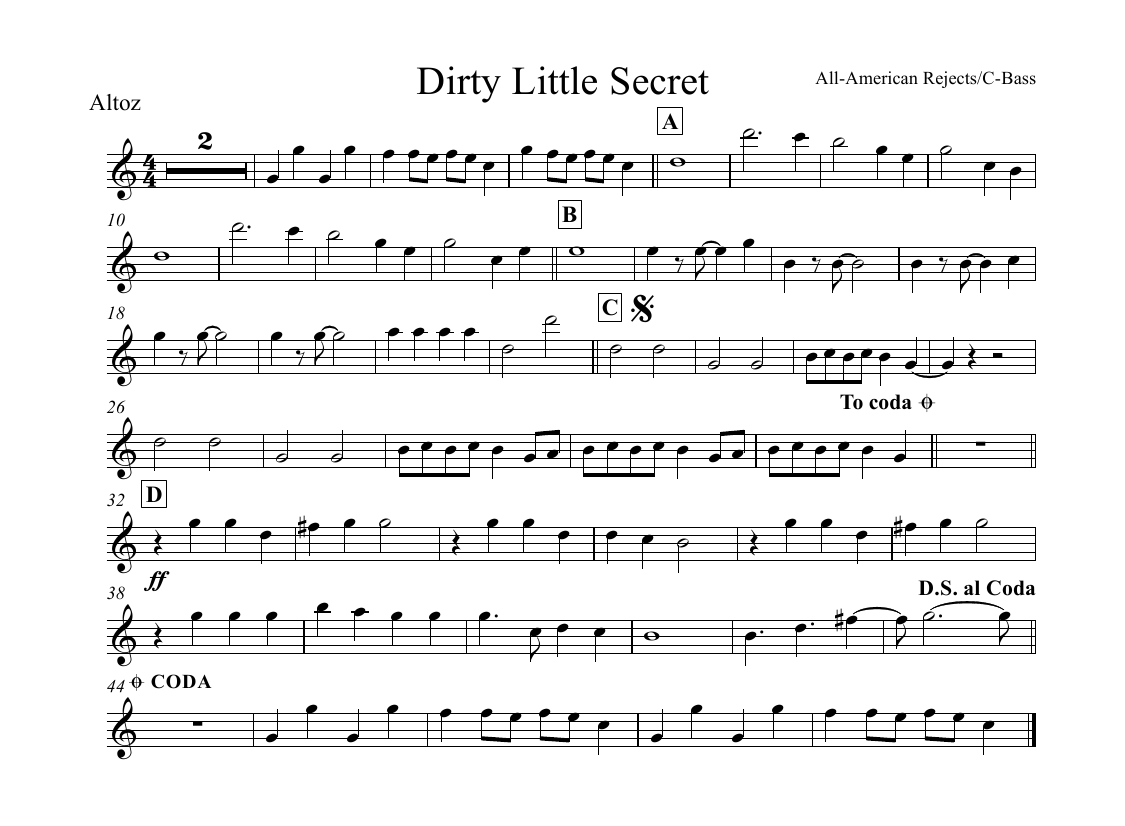 Dirty Little Secret
All-American Rejects/C-Bass
Altoz
2
A
4
4
10
B
18
C
To coda
26
32
D
ff
38
D.S. al Coda
44
CODA